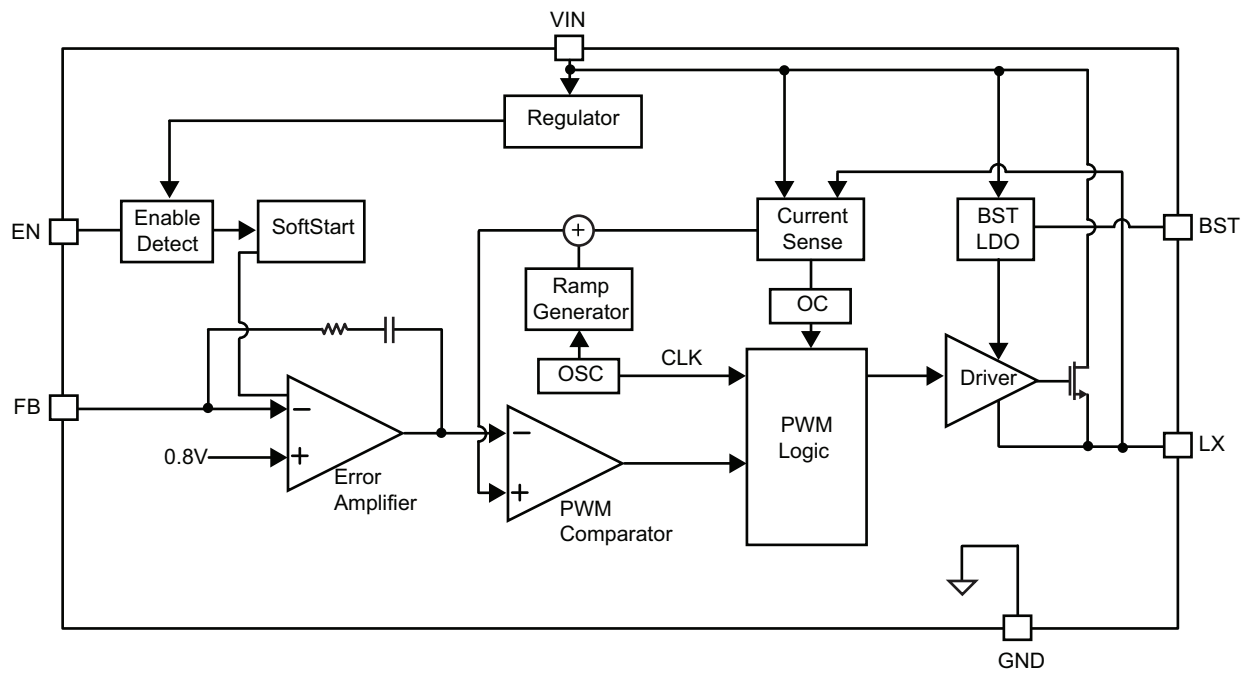 VIN
Regulator
EN
Enable
Detect
SoftStart
Current
Sense
BST
LDO
BST
+
Ramp
Generator
OC
OSC
CLK
Driver
FB
−
0.8V
+
Error
Amplifier
−
+
PWM
Comparator
PWM
Logic
LX
GND